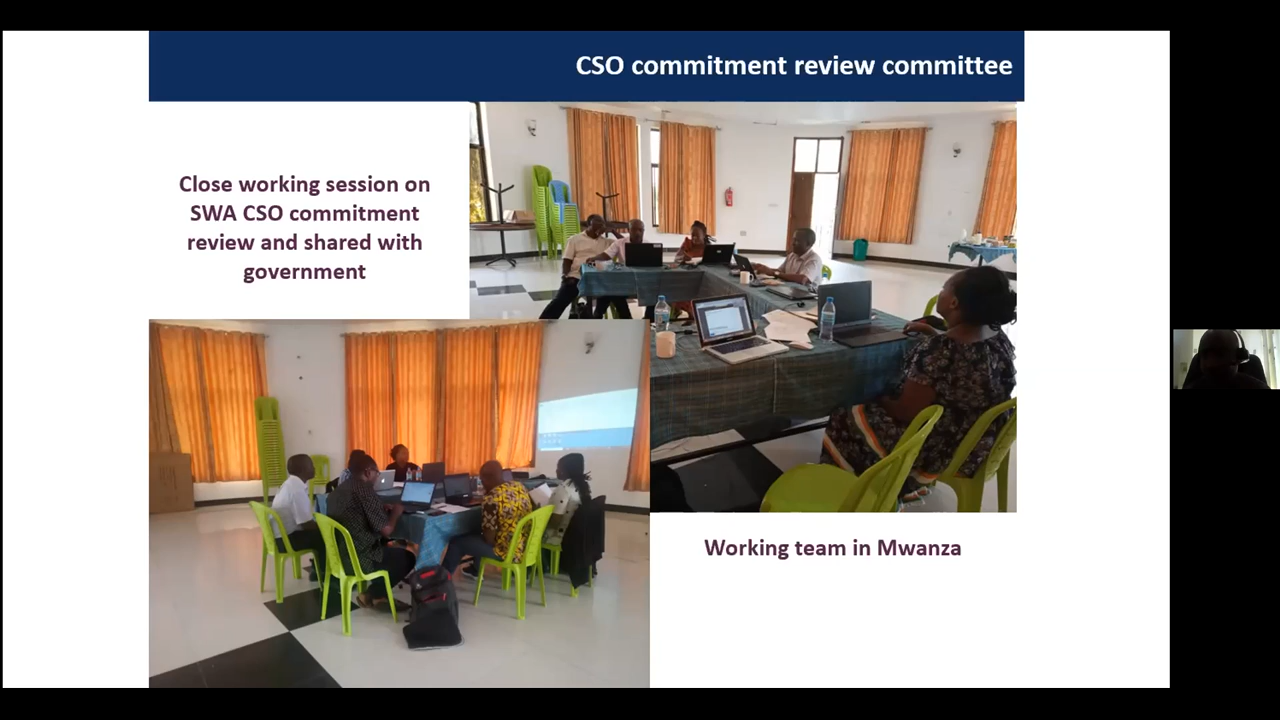 CSO commitment review committee
Close working session on
SWA CSO commitment
review and shared with
government
Working team in Mwanza